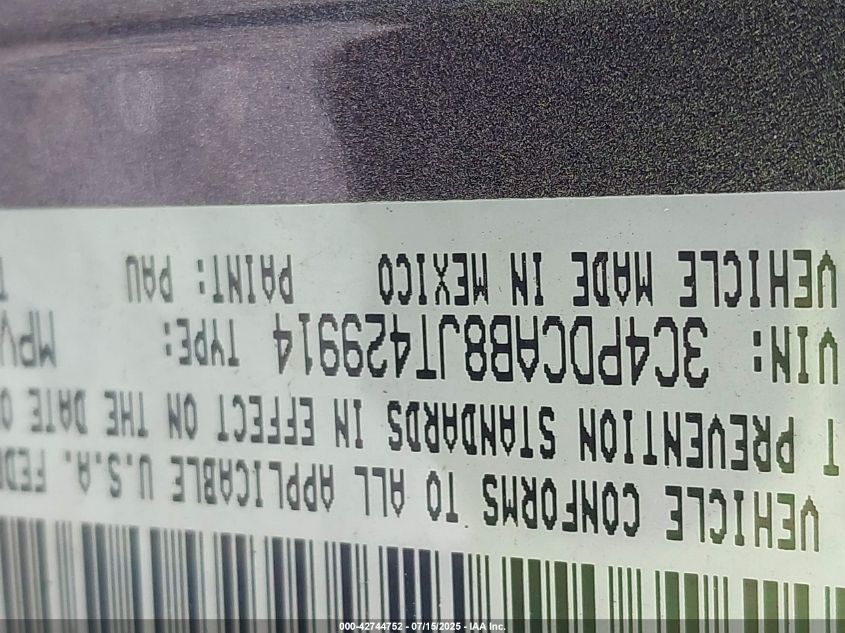 VEHICLE CONFORMS TO ALL APPLICABLE U.S.A.
T PREVENTION STANDARDS IN EFFECT ON THE DATE O
VIN: 3C4PDCAB8JT429914 TYPE: MPV
VEHICLE MADE IN MEXICO PAINT: PAU
000-42744752 - 07/15/2025 - IAA Inc.